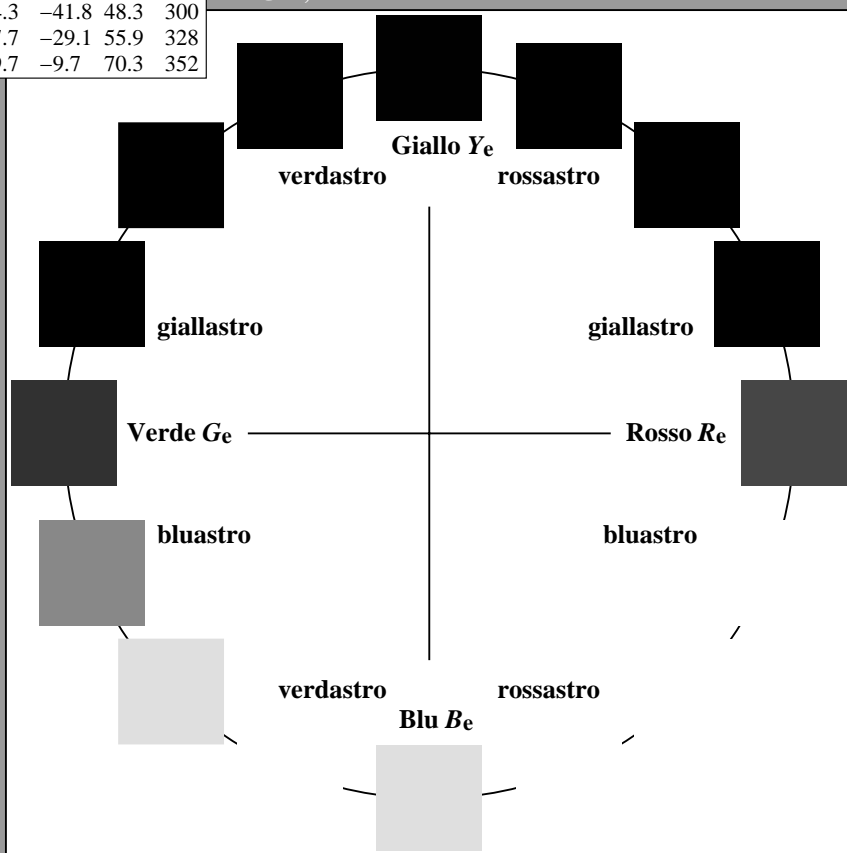 −41.8 48.3 300
−29.1 55.9 328
−9.7 70.3 352
Giallo Ye
verdastro rossastro
giallastro giallastro
Verde Ge Rosso Re
bluastro bluastro
verdastro rossastro
Blu Be